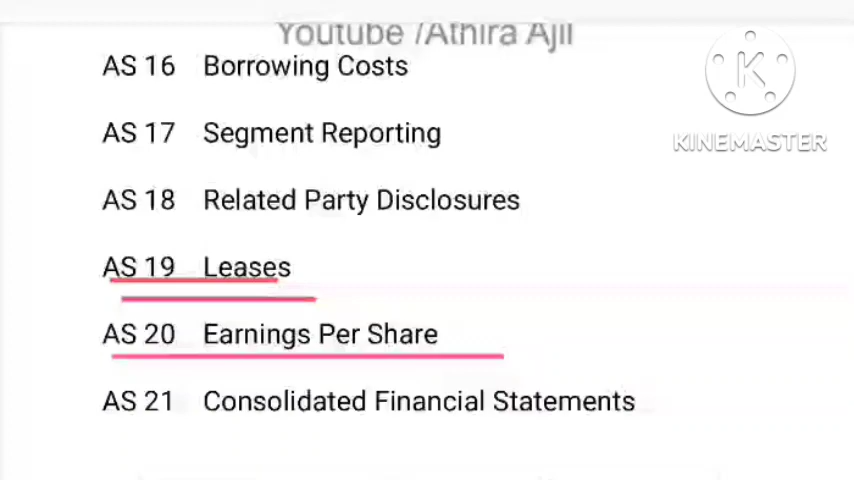 Youtube /Athira Ajil
AS 16 Borrowing Costs
KINEMASTER
AS 17 Segment Reporting
AS 18 Related Party Disclosures
AS 19 Leases
AS 20 Earnings Per Share
AS 21 Consolidated Financial Statements